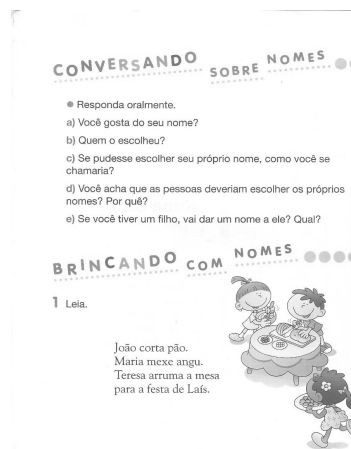 CONVERSANDO SOBRE NOMES
Responda oralmente.
a) Você gosta do seu nome?
b) Quem o escolheu?
c) Se pudesse escolher seu próprio nome, como você se
chamaria?
d) Você acha que as pessoas deveriam escolher os próprios
nomes? Por quê?
e) Se você tiver um filho, vai dar um nome a ele? Qual?
BRINCANDO COM NOMES
1 Leia.
João corta pão.
Maria mexe angu.
Teresa arruma a mesa
para a festa de Laís.